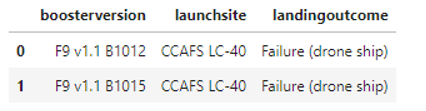 boosterversion launchsite landingoutcome
0 F9 v1.1 B1012 CCAFS LC-40 Failure (drone ship)
1 F9 v1.1 B1015 CCAFS LC-40 Failure (drone ship)